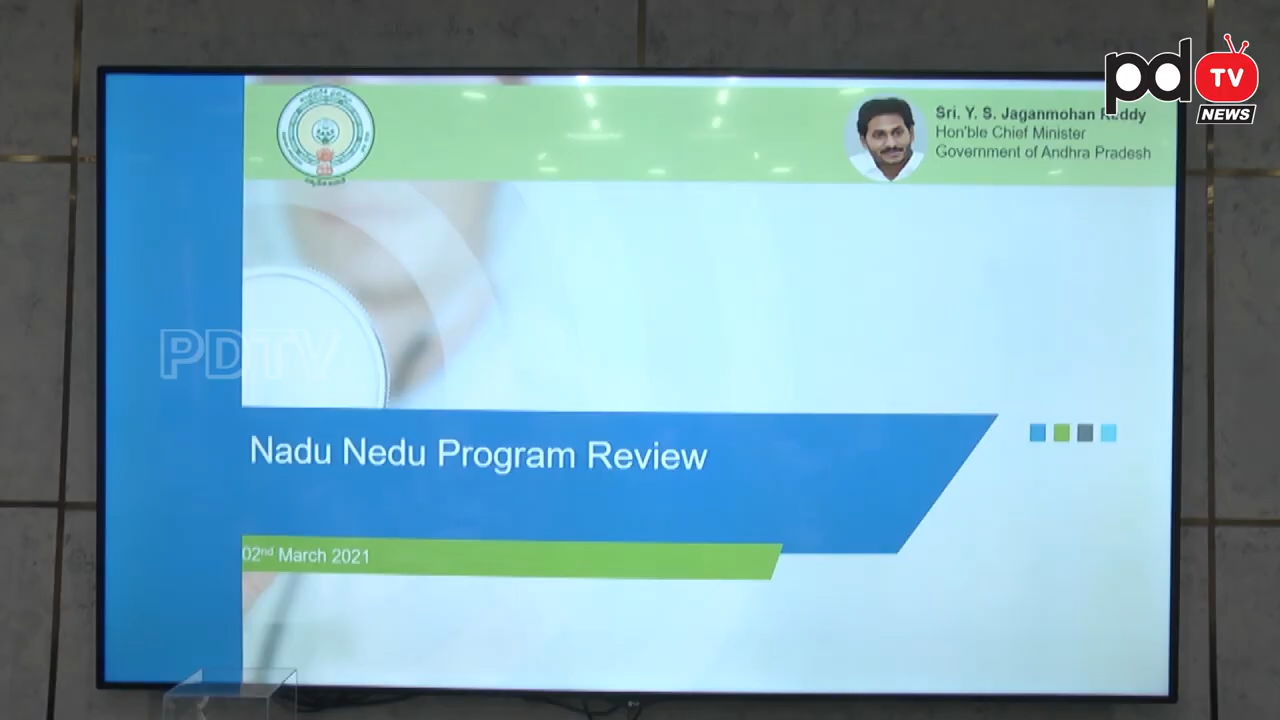 pd TV
NEWS
Sri. Y. S. Jaganmohan Reddy
Hon'ble Chief Minister
Government of Andhra Pradesh
PDTV
Nadu Nedu Program Review
02nd March 2021